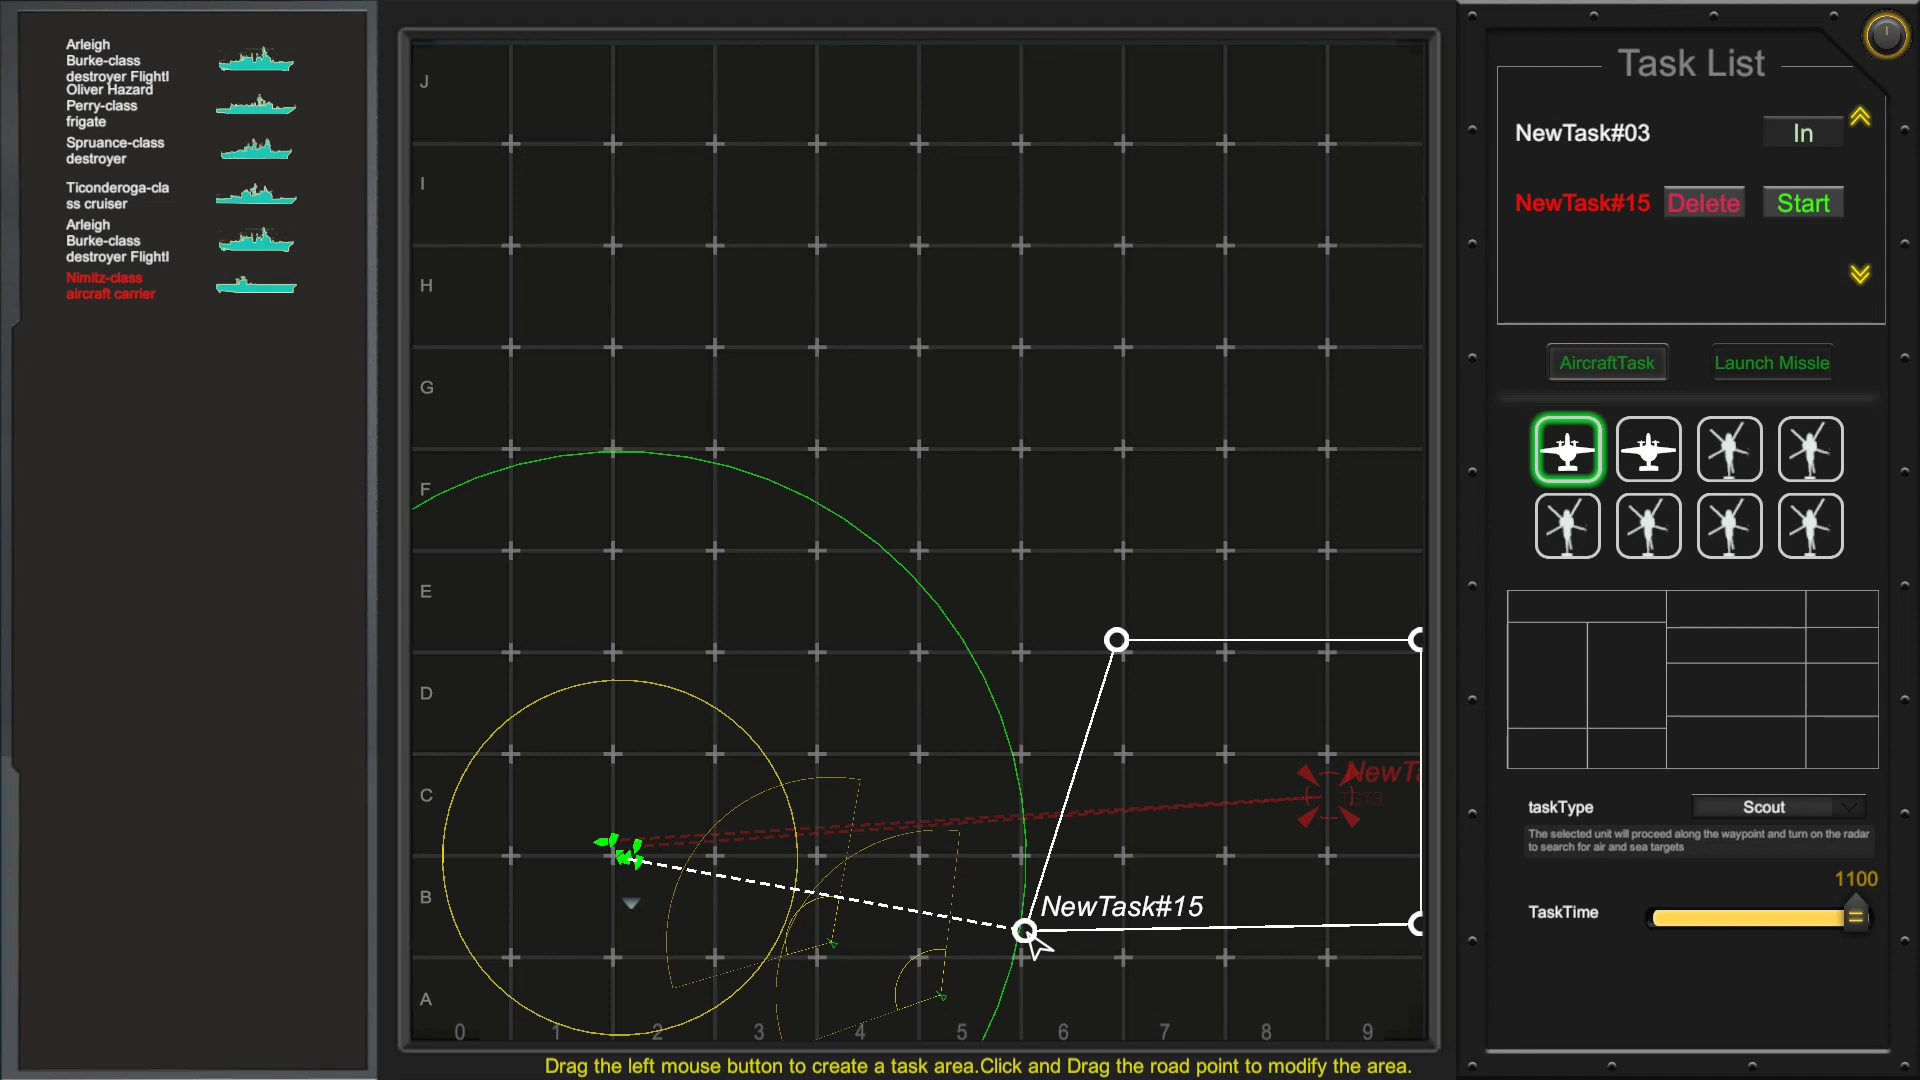 Arleigh
Burke-class
destroyer FlightI
Oliver Hazard
Perry-class
frigate
Spruance-class
destroyer
Ticonderoga-cla
ss cruiser
Arleigh
Burke-class
destroyer FlightI
Nimitz-class
aircraft carrier
J
I
H
G
F
E
D
C
B
A
0 1 2 3 4 5 6 7 8 9
NewTask#15
Drag the left mouse button to create a task area.Click and Drag the road point to modify the area.
Task List
NewTask#03 In
NewTask#15 Delete Start
AircraftTask Launch Missle
taskType Scout
The selected unit will proceed along the waypoint and turn on the radar
to search for air and sea targets
1100
TaskTime